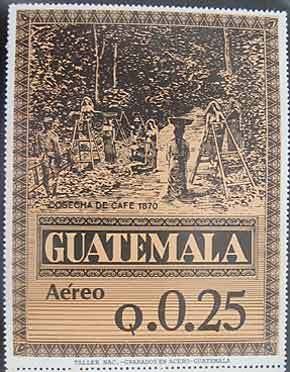 COSECHA DE CAFE 1870
GUATEMALA
Aéreo
Q.0.25
TALLER NAC.-GRABADOS EN ACERO-GUATEMALA